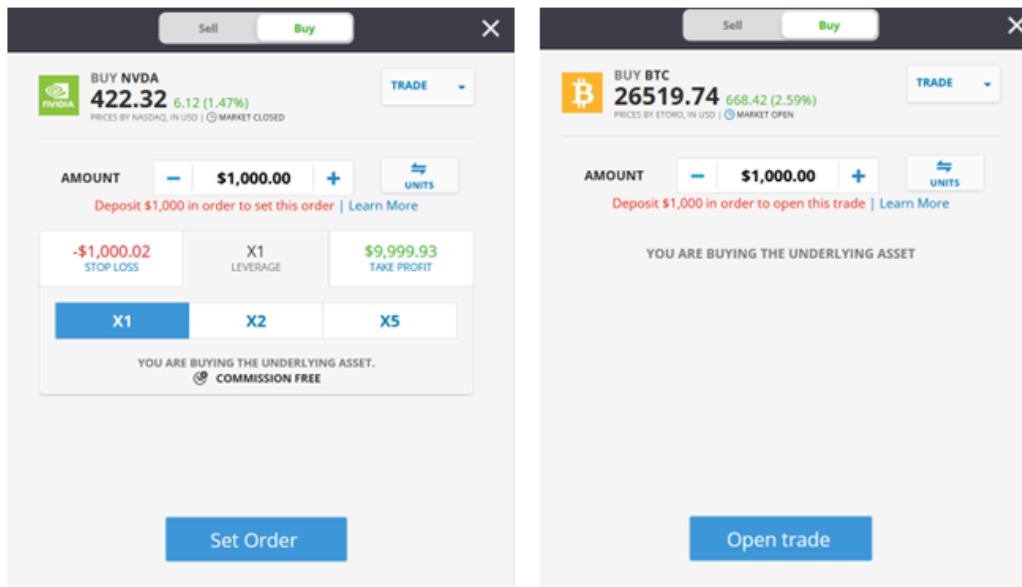 Sell Buy
BUY NVDA
422.32 6.12 (1.47%)
PRICES BY NASDAQ, IN USD | MARKET CLOSED
TRADE
NVIDIA
AMOUNT − $1,000.00 + UNITS
Deposit $1,000 in order to set this order | Learn More
-$1,000.02
STOP LOSS
X1
LEVERAGE
$9,999.93
TAKE PROFIT
X1 X2 X5
YOU ARE BUYING THE UNDERLYING ASSET.
COMMISSION FREE
Set Order
Sell Buy
BUY BTC
26519.74 668.42 (2.59%)
PRICES BY ETORO, IN USD | MARKET OPEN
TRADE
AMOUNT − $1,000.00 + UNITS
Deposit $1,000 in order to open this trade | Learn More
YOU ARE BUYING THE UNDERLYING ASSET
Open trade